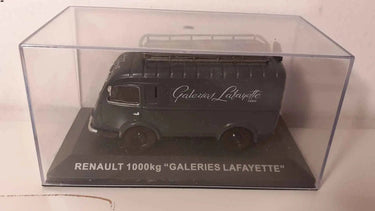 Galeries Lafayette
RENAULT 1000kg "GALERIES LAFAYETTE"